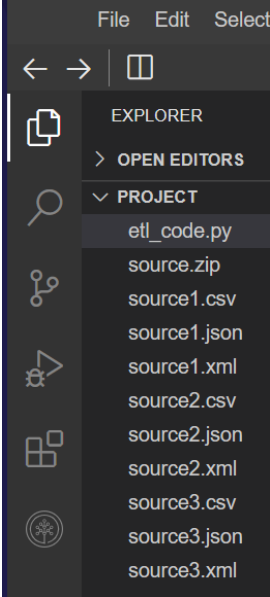 File Edit Select
EXPLORER
OPEN EDITORS
PROJECT
etl_code.py
source.zip
source1.csv
source1.json
source1.xml
source2.csv
source2.json
source2.xml
source3.csv
source3.json
source3.xml